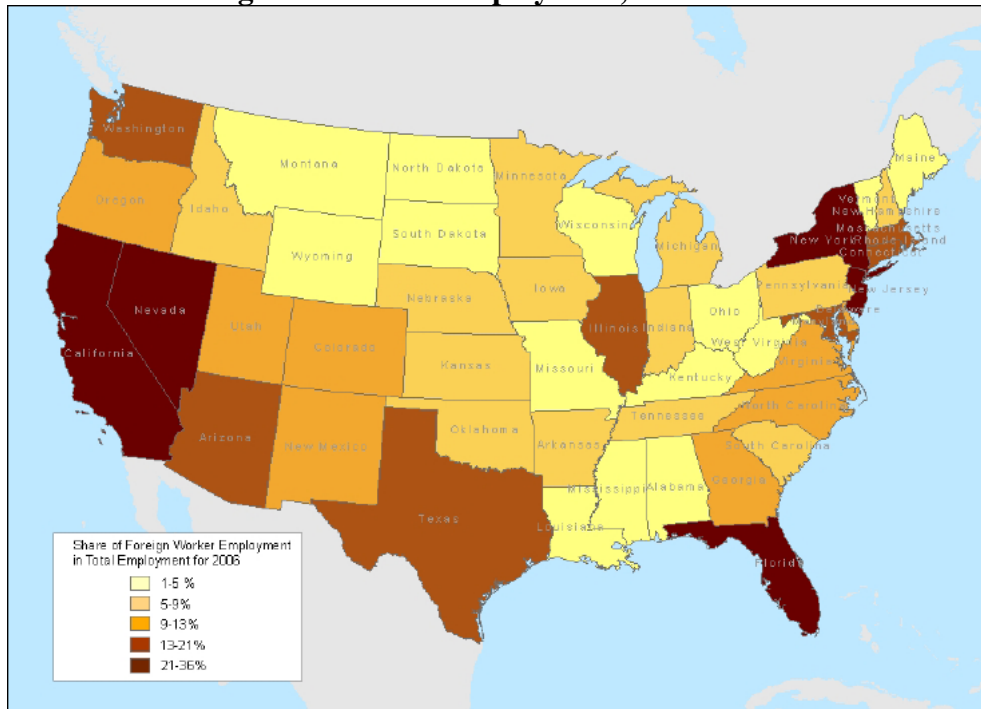 Washington
Montana
North Dakota
Minnesota
Maine
Oregon
Idaho
Wisconsin
Vermont
New Hampshire
South Dakota
Michigan
Massachusetts
New York
Rhode Island
Connecticut
Wyoming
Iowa
Pennsylvania
New Jersey
Nebraska
Nevada
Ohio
Delaware
Utah
Illinois
Indiana
Maryland
California
Colorado
West Virginia
Kansas
Missouri
Virginia
Kentucky
Arizona
New Mexico
Oklahoma
Arkansas
Tennessee
North Carolina
South Carolina
Mississippi
Alabama
Georgia
Texas
Louisiana
Florida
Share of Foreign Worker Employment
in Total Employment for 2006
1-5 %
5-9%
9-13%
13-21%
21-36%